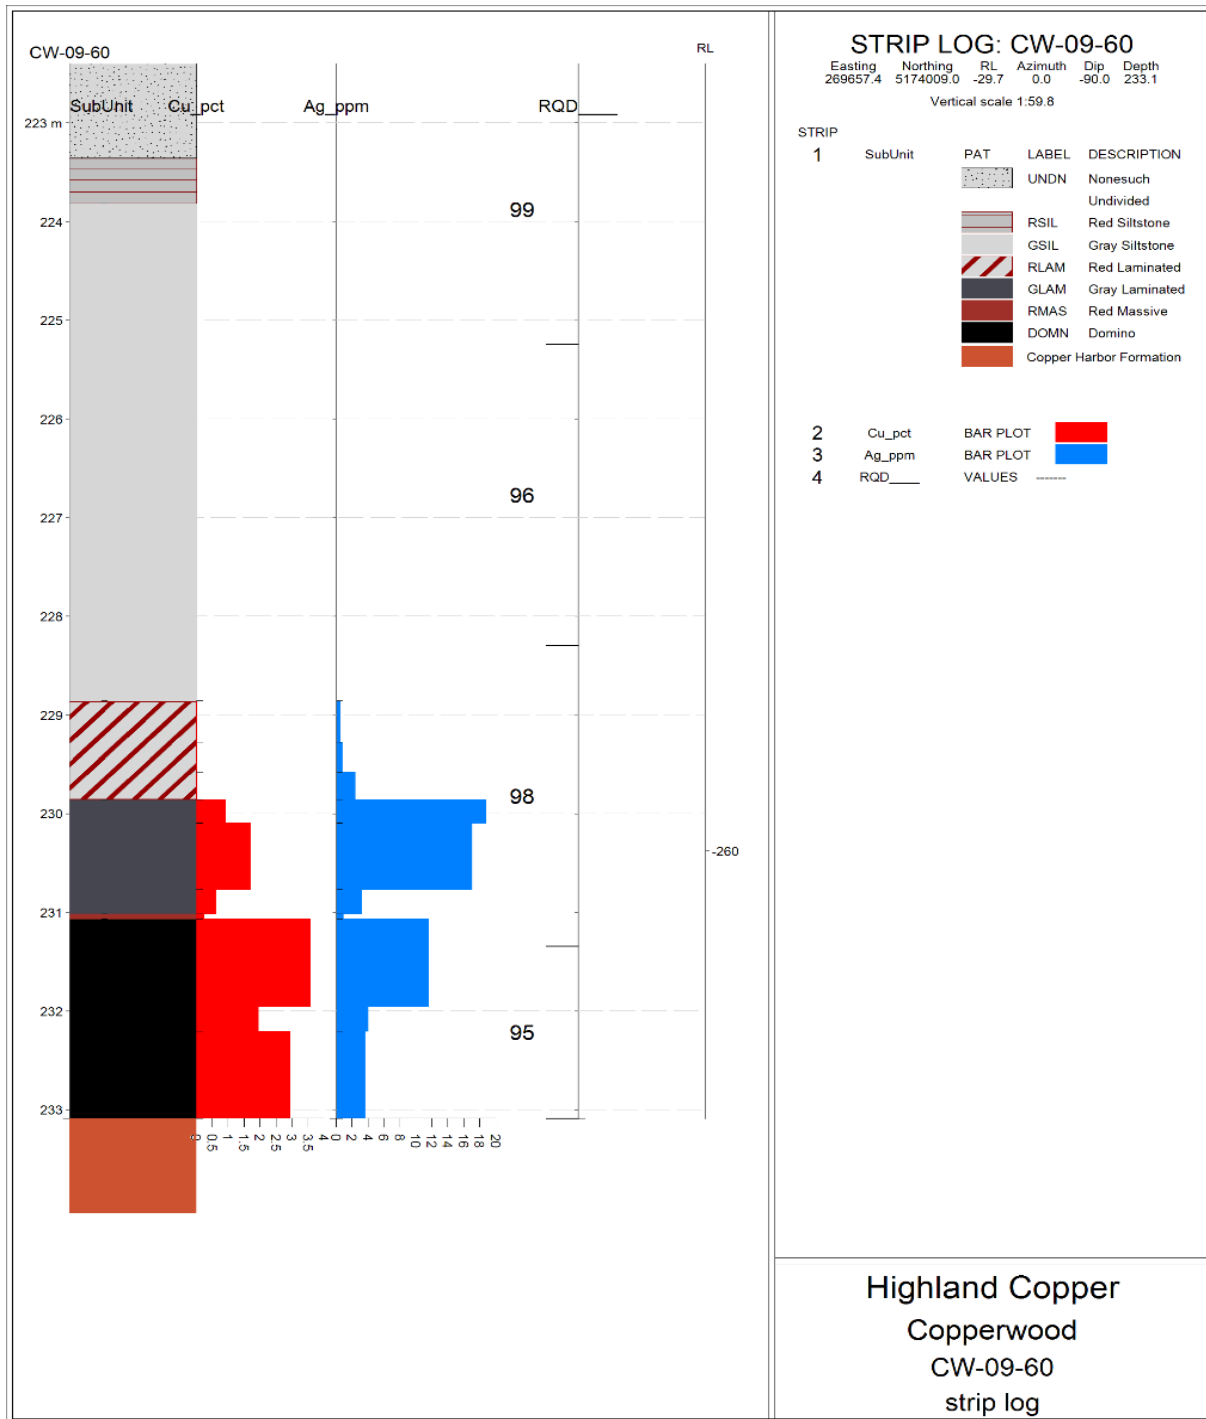 CW-09-60
RL
SubUnit Cu_pct Ag_ppm RQD____
223 m
224
99
225
226
96
227
228
229
98
230
-260
231
232
95
233
0 0.5 1 1.5 2 2.5 3 3.5 4 0 2 4 6 8 10 12 14 16 18 20
STRIP LOG: CW-09-60
Easting Northing RL Azimuth Dip Depth
269657.4 5174009.0 -29.7 0.0 -90.0 233.1
Vertical scale 1:59.8
STRIP
1 SubUnit PAT LABEL DESCRIPTION
UNDN Nonesuch
Undivided
RSIL Red Siltstone
GSIL Gray Siltstone
RLAM Red Laminated
GLAM Gray Laminated
RMAS Red Massive
DOMN Domino
Copper Harbor Formation
2 Cu_pct BAR PLOT
3 Ag_ppm BAR PLOT
4 RQD____ VALUES -------
Highland Copper
Copperwood
CW-09-60
strip log